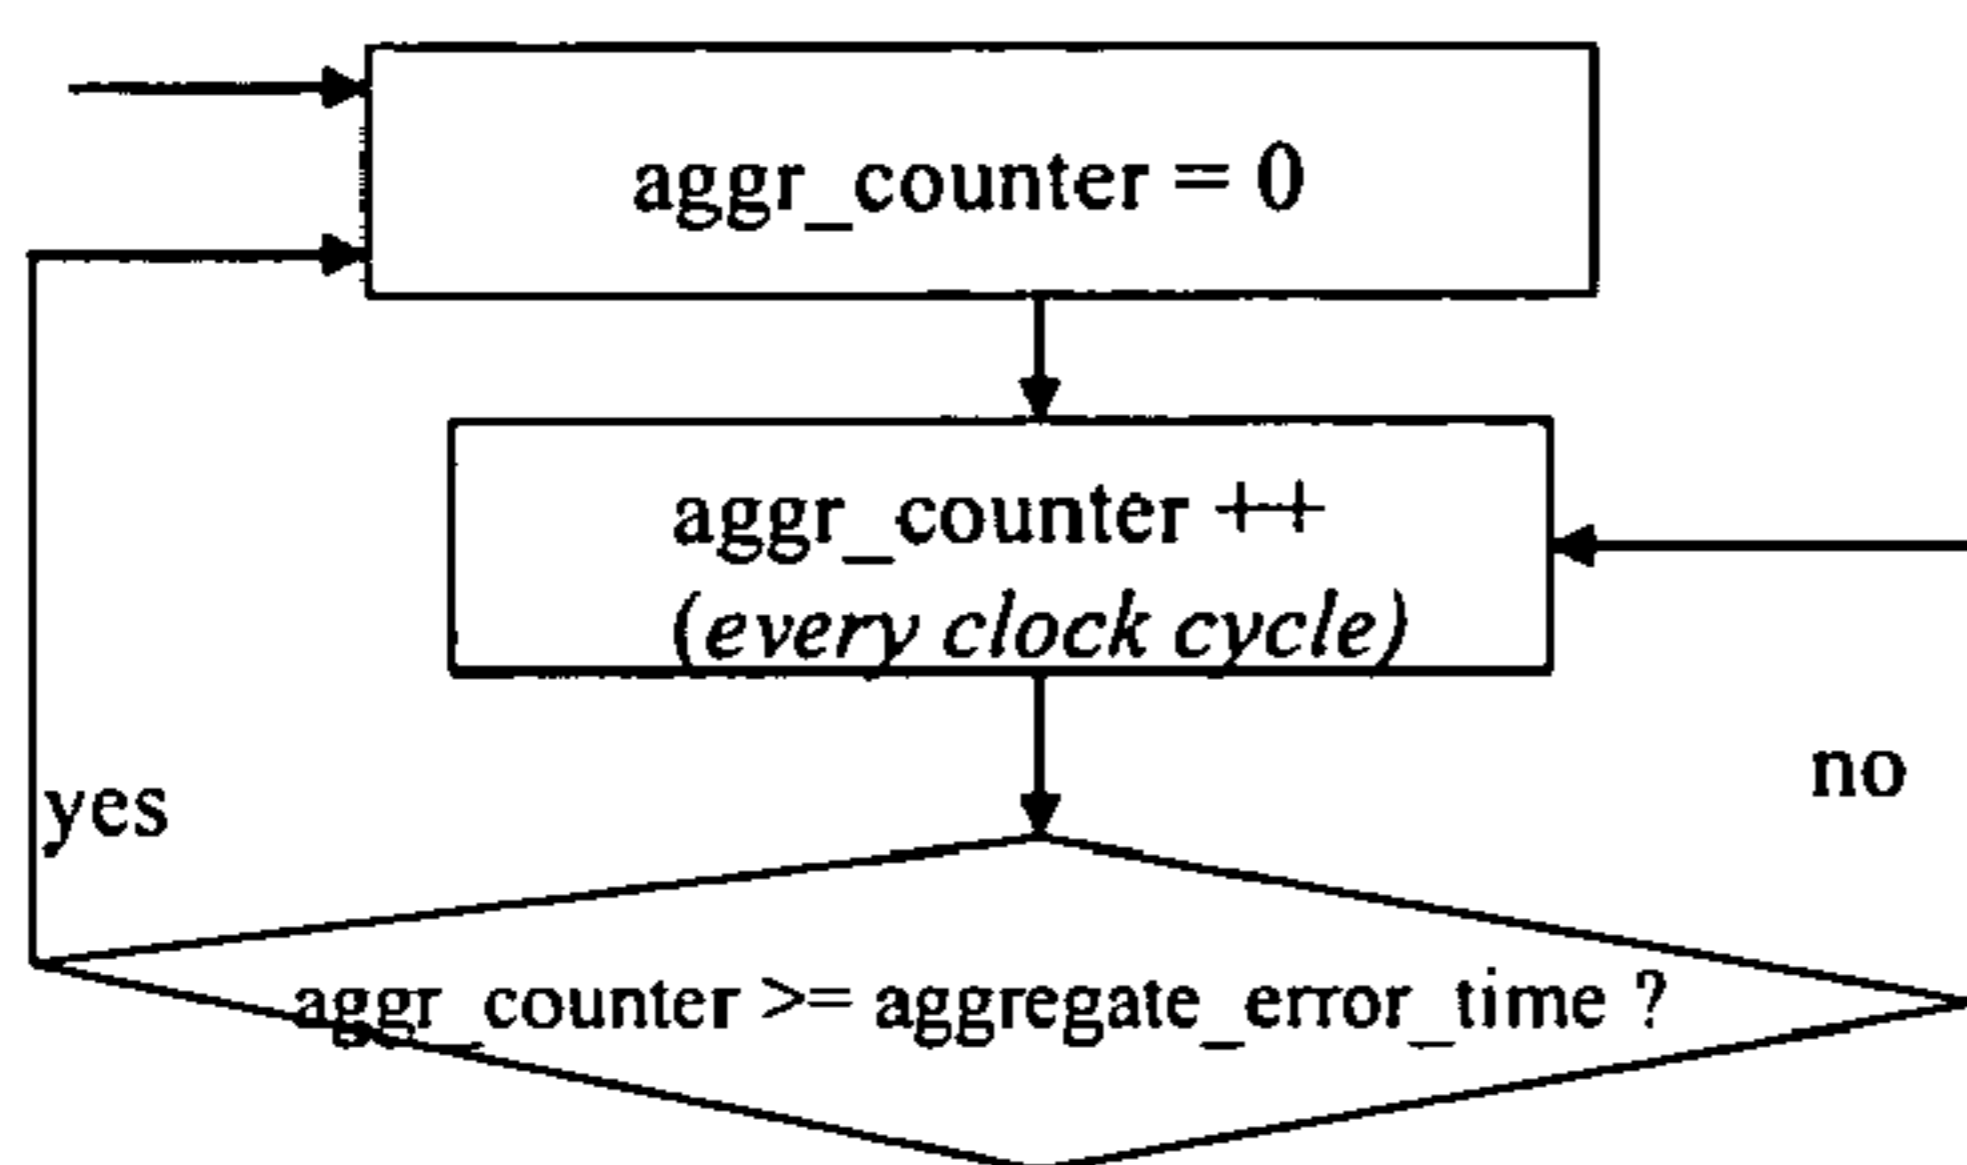 aggr_counter = 0
aggr_counter ++
(every clock cycle)
no
yes
aggr_counter >= aggregate_error_time ?